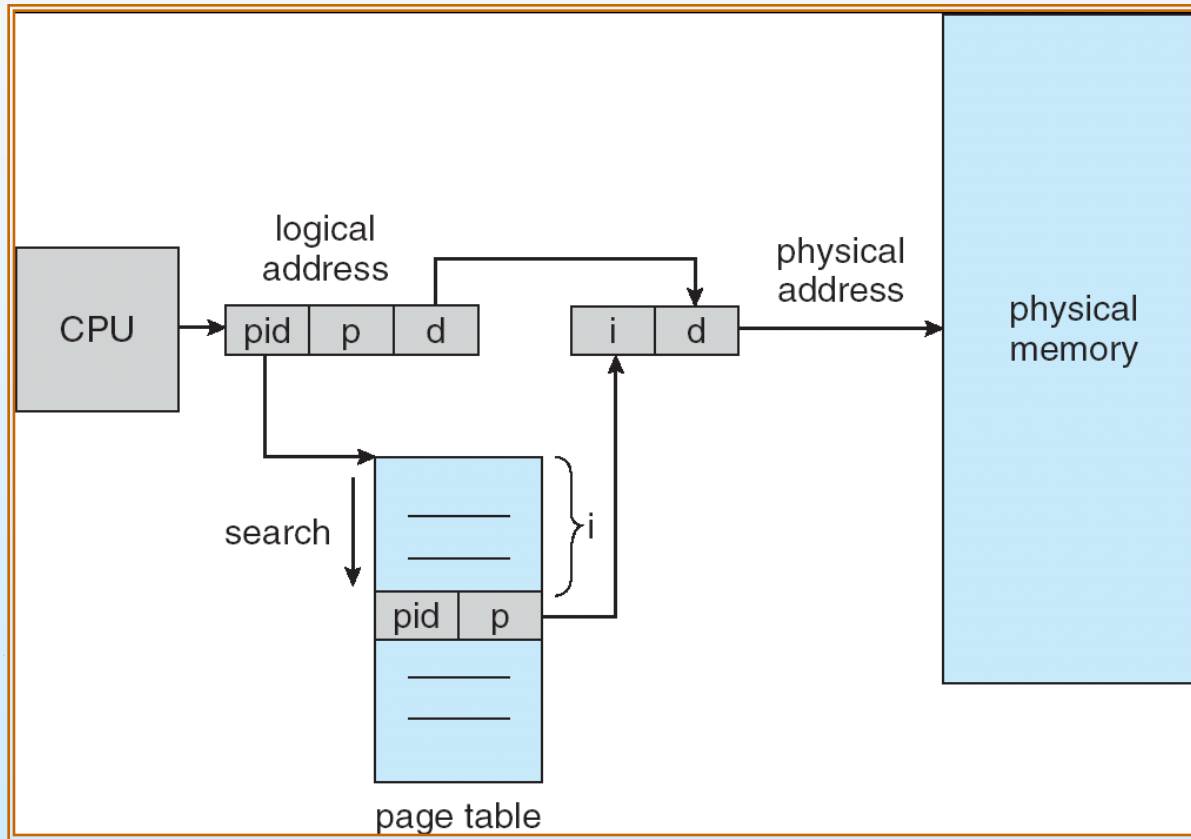 logical
address
physical
address
CPU
pid p d
i d
physical
memory
search
i
pid p
page table